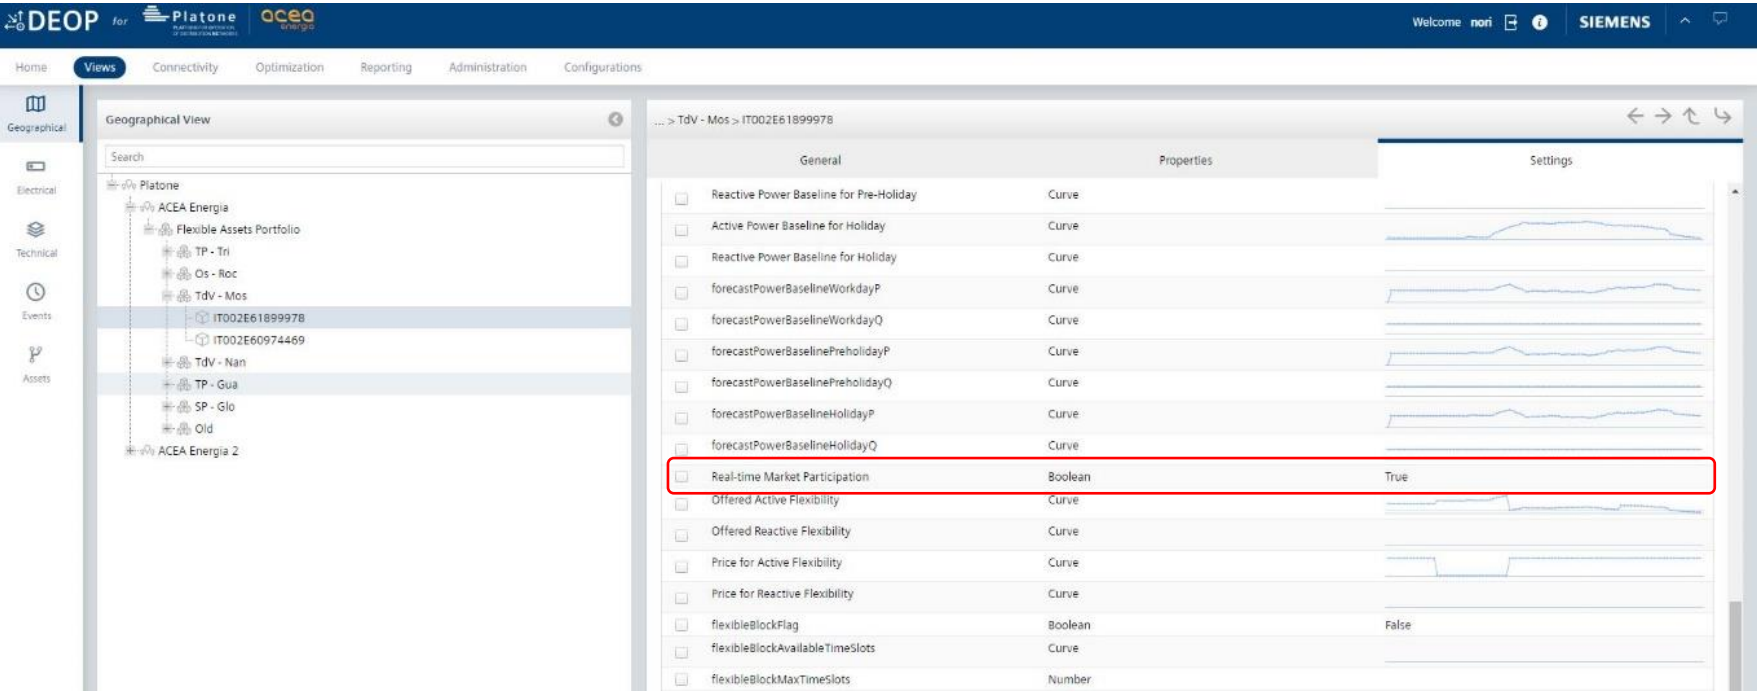 DEOP for Platone acea energia
Welcome nori SIEMENS
Home Views Connectivity Optimization Reporting Administration Configurations
Geographical
Electrical
Technical
Events
Assets
Geographical View
Search
Platone
ACEA Energia
Flexible Assets Portfolio
TP - Tri
Os - Roc
TdV - Mos
IT002E61899978
IT002E60974469
TdV - Nan
TP - Gua
SP - Glo
Old
ACEA Energia 2
... > TdV - Mos > IT002E61899978
General Properties Settings
Reactive Power Baseline for Pre-Holiday Curve
Active Power Baseline for Holiday Curve
Reactive Power Baseline for Holiday Curve
forecastPowerBaselineWorkdayP Curve
forecastPowerBaselineWorkdayQ Curve
forecastPowerBaselinePreholidayP Curve
forecastPowerBaselinePreholidayQ Curve
forecastPowerBaselineHolidayP Curve
forecastPowerBaselineHolidayQ Curve
Real-time Market Participation Boolean True
Offered Active Flexibility Curve
Offered Reactive Flexibility Curve
Price for Active Flexibility Curve
Price for Reactive Flexibility Curve
flexibleBlockFlag Boolean False
flexibleBlockAvailableTimeSlots Curve
flexibleBlockMaxTimeSlots Number